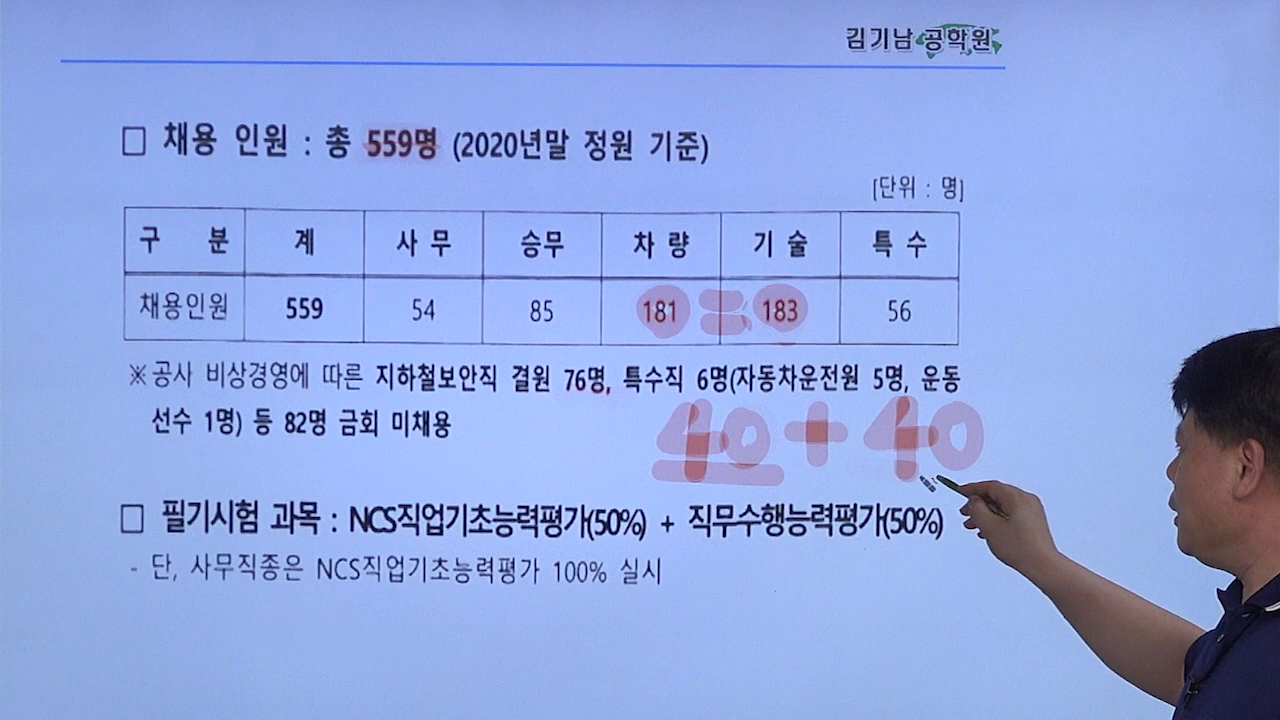 김기남 공학원
□ 채용 인원 : 총 559명 (2020년말 정원 기준)
[단위 : 명]
구 분 계 사 무 승무 차 량 기 술 특 수
채용인원 559 54 85 181 = 183 56
※ 공사 비상경영에 따른 지하철보안직 결원 76명, 특수직 6명(자동차운전원 5명, 운동
선수 1명) 등 82명 금회 미채용
40 + 40
□ 필기시험 과목 : NCS직업기초능력평가(50%) + 직무수행능력평가(50%)
- 단, 사무직종은 NCS직업기초능력평가 100% 실시